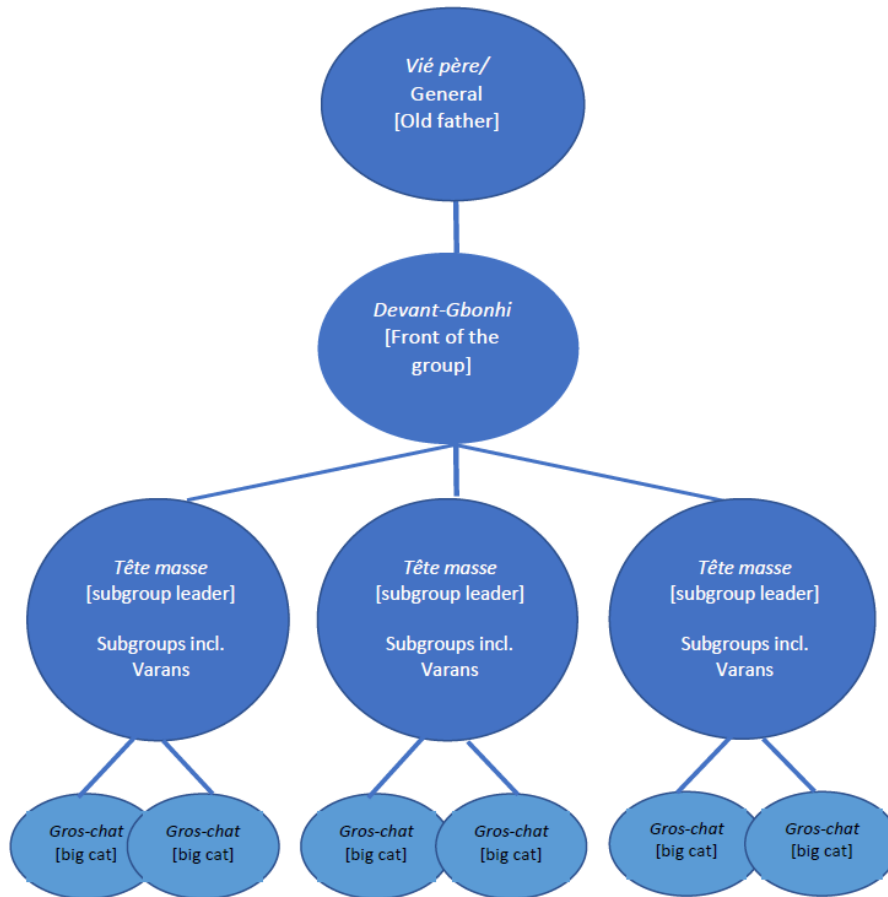 Vié père/
General
[Old father]
Devant-Gbonhi
[Front of the
group]
Tête masse
[subgroup leader]
Subgroups incl.
Varans
Tête masse
[subgroup leader]
Subgroups incl.
Varans
Tête masse
[subgroup leader]
Subgroups incl.
Varans
Gros-chat
[big cat]
Gros-chat
[big cat]
Gros-chat
[big cat]
Gros-chat
[big cat]
Gros-chat
[big cat]
Gros-chat
[big cat]